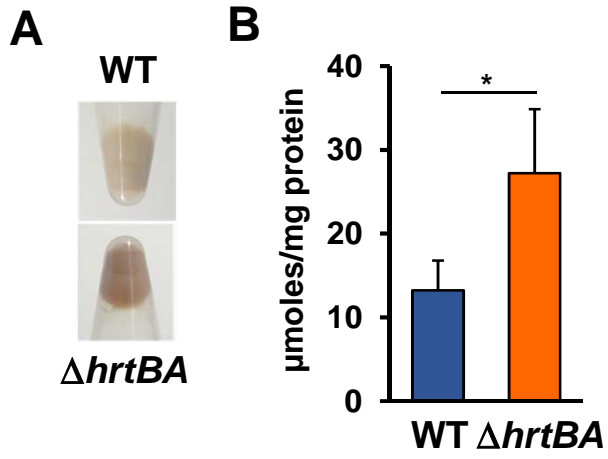 A
WT
ΔhrtBA
B
μmoles/mg protein
40
30
20
10
0
*
WT ΔhrtBA